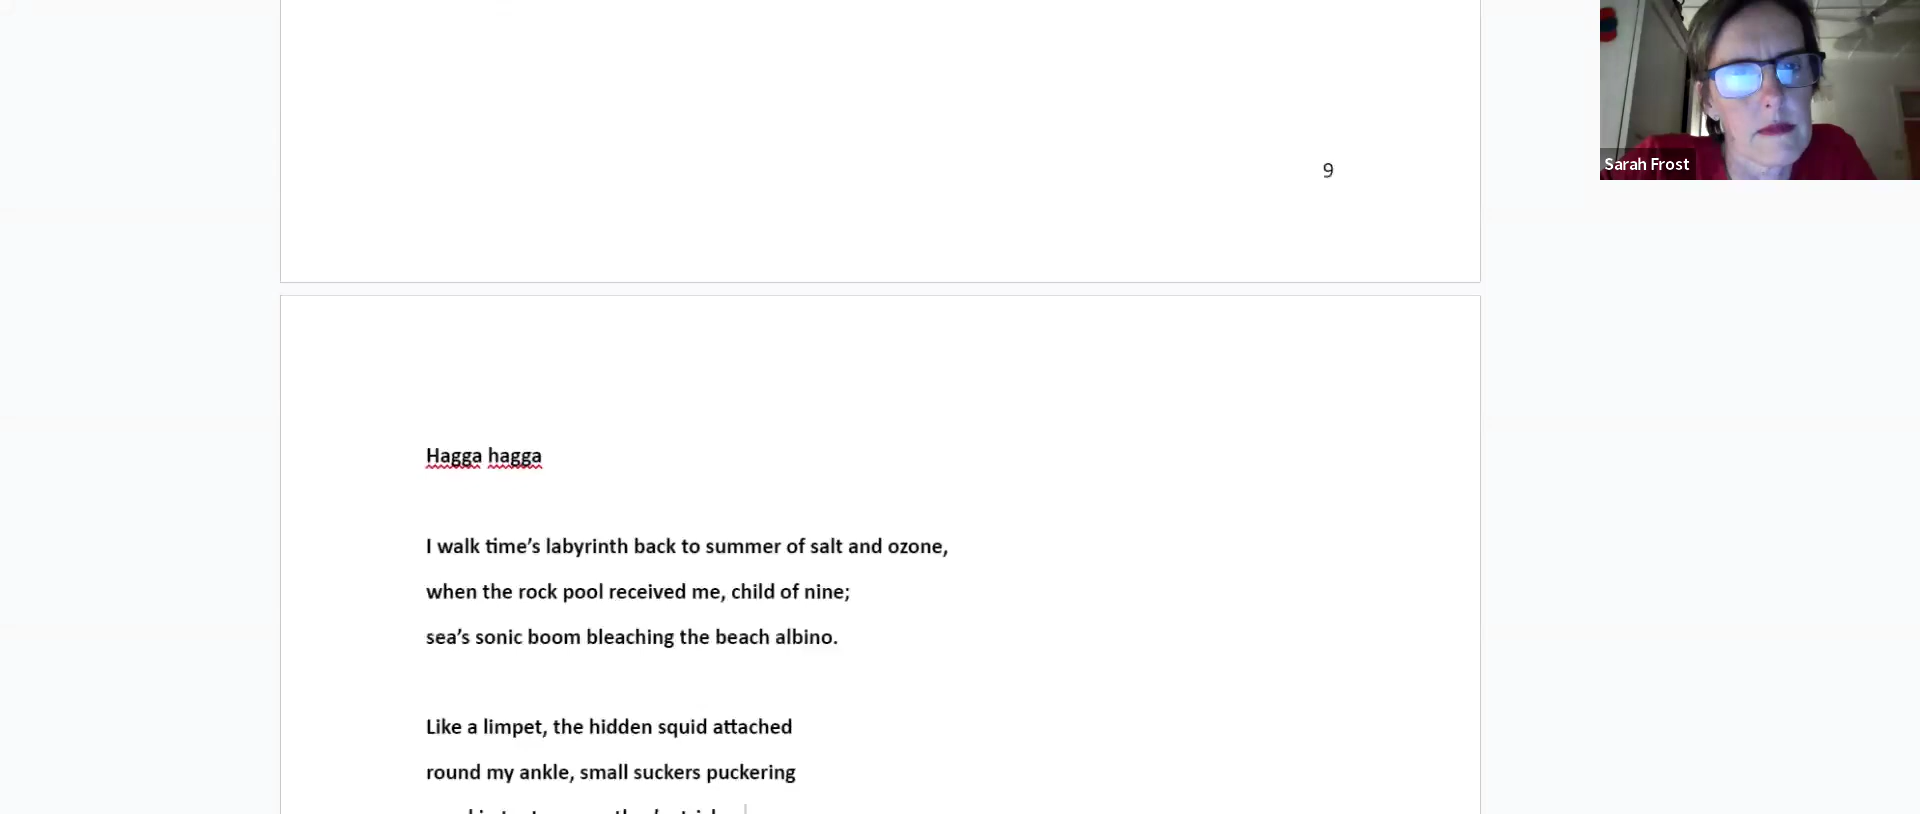 Sarah Frost
9
Hagga hagga
I walk time’s labyrinth back to summer of salt and ozone,
when the rock pool received me, child of nine;
sea’s sonic boom bleaching the beach albino.
Like a limpet, the hidden squid attached
round my ankle, small suckers puckering